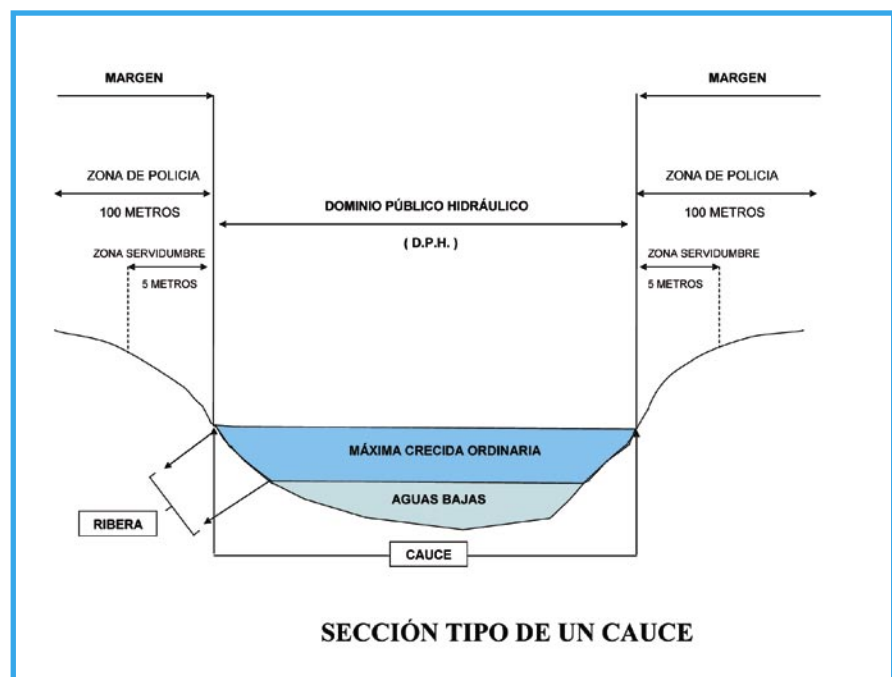 MARGEN
MARGEN
ZONA DE POLICIA
ZONA DE POLICIA
100 METROS
100 METROS
DOMINIO PÚBLICO HIDRÁULICO
( D.P.H. )
ZONA SERVIDUMBRE
ZONA SERVIDUMBRE
5 METROS
5 METROS
MÁXIMA CRECIDA ORDINARIA
AGUAS BAJAS
RIBERA
CAUCE
SECCIÓN TIPO DE UN CAUCE